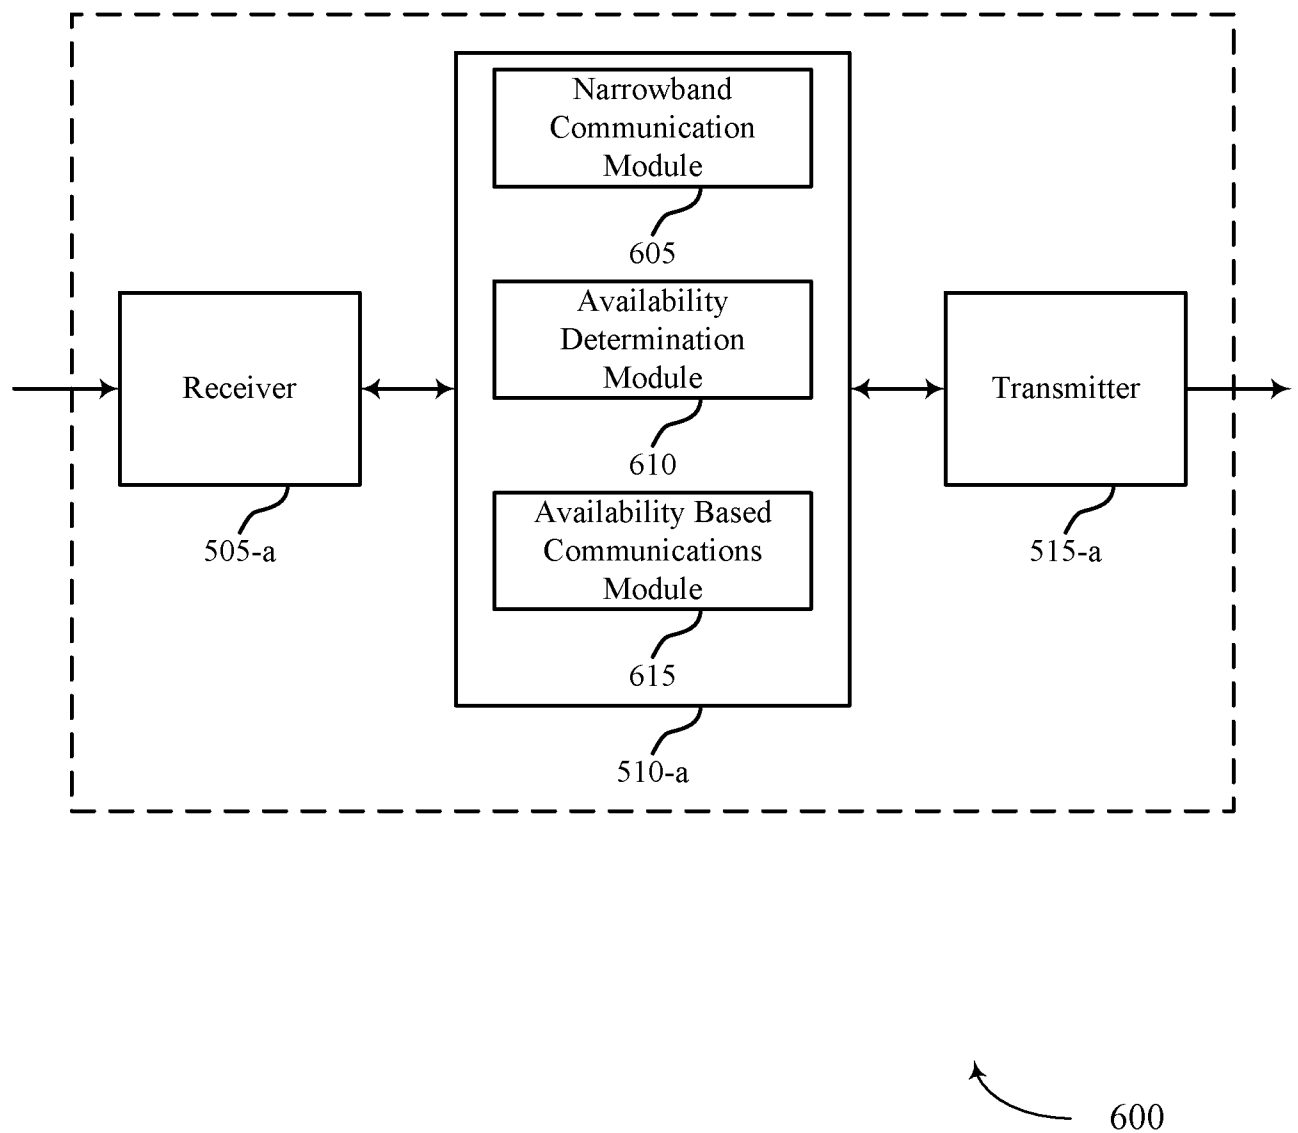 Narrowband
Communication
Module
605
Availability
Determination
Module
610
Availability Based
Communications
Module
615
510-a
Receiver
505-a
Transmitter
515-a
600